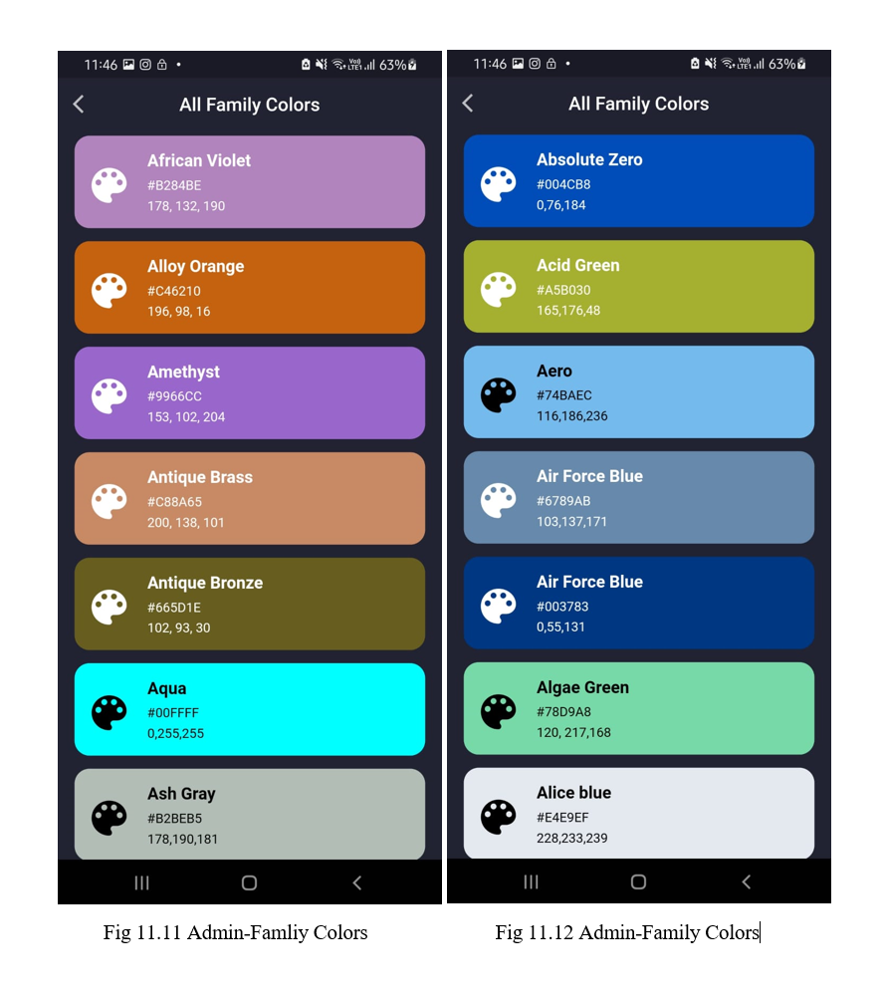 11:46 63%
All Family Colors
African Violet
#B284BE
178, 132, 190
Alloy Orange
#C46210
196, 98, 16
Amethyst
#9966CC
153, 102, 204
Antique Brass
#C88A65
200, 138, 101
Antique Bronze
#665D1E
102, 93, 30
Aqua
#00FFFF
0,255,255
Ash Gray
#B2BEB5
178,190,181
Fig 11.11 Admin-Famliy Colors
11:46 63%
All Family Colors
Absolute Zero
#004CB8
0,76,184
Acid Green
#A5B030
165,176,48
Aero
#74BAEC
116,186,236
Air Force Blue
#6789AB
103,137,171
Air Force Blue
#003783
0,55,131
Algae Green
#78D9A8
120, 217,168
Alice blue
#E4E9EF
228,233,239
Fig 11.12 Admin-Family Colors